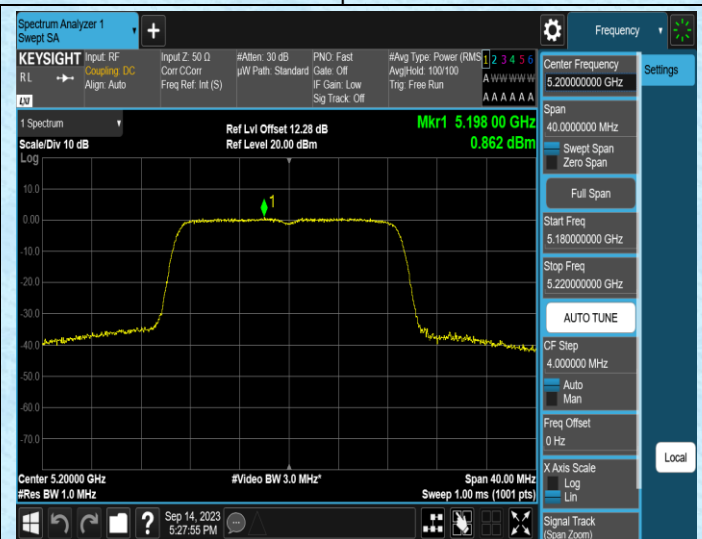 Spectrum Analyzer 1
Swept SA
+
Frequency
KEYSIGHT
RL
LXI
Input: RF
Coupling: DC
Align: Auto
Input Z: 50 Ω
Corr CCorr
Freq Ref: Int (S)
#Atten: 30 dB
µW Path: Standard
PNO: Fast
Gate: Off
IF Gain: Low
Sig Track: Off
#Avg Type: Power (RMS
Avg|Hold: 100/100
Trig: Free Run
1 2 3 4 5 6
A W W W W W
A A A A A A
1 Spectrum
Scale/Div 10 dB
Log
Ref Lvl Offset 12.28 dB
Ref Level 20.00 dBm
Mkr1 5.198 00 GHz
0.862 dBm
1
10.0
0.00
-10.0
-20.0
-30.0
-40.0
-50.0
-60.0
-70.0
Center 5.20000 GHz
#Res BW 1.0 MHz
#Video BW 3.0 MHz*
Span 40.00 MHz
Sweep 1.00 ms (1001 pts)
?
Sep 14, 2023
5:27:55 PM
Center Frequency
5.200000000 GHz
Span
40.0000000 MHz
Swept Span
Zero Span
Full Span
Start Freq
5.180000000 GHz
Stop Freq
5.220000000 GHz
AUTO TUNE
CF Step
4.000000 MHz
Auto
Man
Freq Offset
0 Hz
X Axis Scale
Log
Lin
Signal Track
(Span Zoom)
Settings
Local